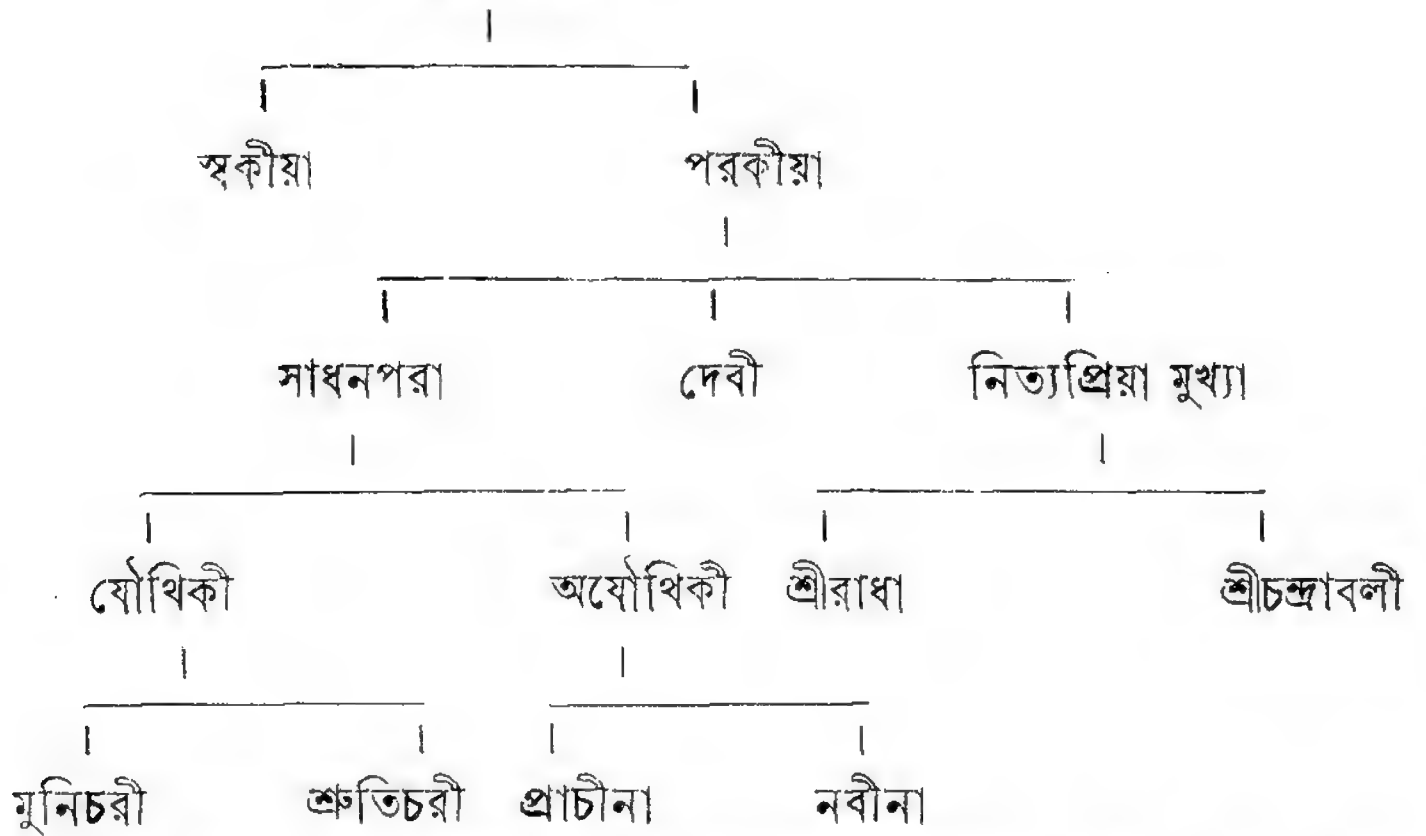 স্বকীয়া পরকীয়া
সাধনপরা দেবী নিত্যপ্রিয়া মুখ্যা
যৌথিকী অযৌথিকী শ্রীরাধা শ্রীচন্দ্রাবলী
মুনিচরী শ্রুতিচরী প্রাচীনা নবীনা